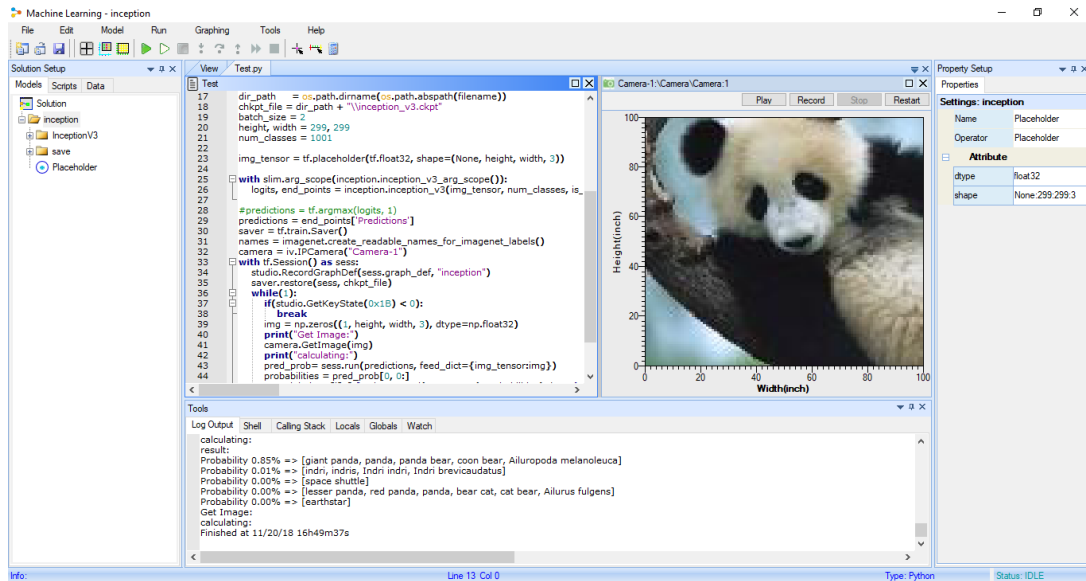 Machine Learning - inception
File Edit Model Run Graphing Tools Help
Solution Setup
Models Scripts Data
Solution
inception
InceptionV3
save
Placeholder
View Test.py
Test
17 dir_path = os.path.dirname(os.path.abspath(filename))
18 chkpt_file = dir_path + "\\inception_v3.ckpt"
19 batch_size = 2
20 height, width = 299, 299
21 num_classes = 1001
22
23 img_tensor = tf.placeholder(tf.float32, shape=(None, height, width, 3))
24
25 with slim.arg_scope(inception.inception_v3_arg_scope()):
26 logits, end_points = inception.inception_v3(img_tensor, num_classes, is_
27
28 #predictions = tf.argmax(logits, 1)
29 predictions = end_points['Predictions']
30 saver = tf.train.Saver()
31 names = imagenet.create_readable_names_for_imagenet_labels()
32 camera = iv.IPCamera("Camera-1")
33 with tf.Session() as sess:
34 studio.RecordGraphDef(sess.graph_def, "inception")
35 saver.restore(sess, chkpt_file)
36 while(1):
37 if(studio.GetKeyState(0x1B) < 0):
38 break
39 img = np.zeros((1, height, width, 3), dtype=np.float32)
40 print("Get Image:")
41 camera.GetImage(img)
42 print("calculating:")
43 pred_prob= sess.run(predictions, feed_dict={img_tensor:img})
44 probabilities = pred_prob[0, 0:]
Camera-1:\Camera\Camera:1
Play Record Stop Restart
Height(inch)
100
80
60
40
20
0
0 20 40 60 80 100
Width(inch)
Property Setup
Properties
Settings: inception
Name Placeholder
Operator Placeholder
Attribute
dtype float32
shape None:299:299:3
Tools
Log Output Shell Calling Stack Locals Globals Watch
calculating:
result:
Probability 0.85% => [giant panda, panda, panda bear, coon bear, Ailuropoda melanoleuca]
Probability 0.01% => [indri, indris, Indri indri, Indri brevicaudatus]
Probability 0.00% => [space shuttle]
Probability 0.00% => [lesser panda, red panda, panda, bear cat, cat bear, Ailurus fulgens]
Probability 0.00% => [earthstar]
Get Image:
calculating:
Finished at 11/20/18 16h49m37s
Info: Line 13 Col 0 Type: Python Status: IDLE